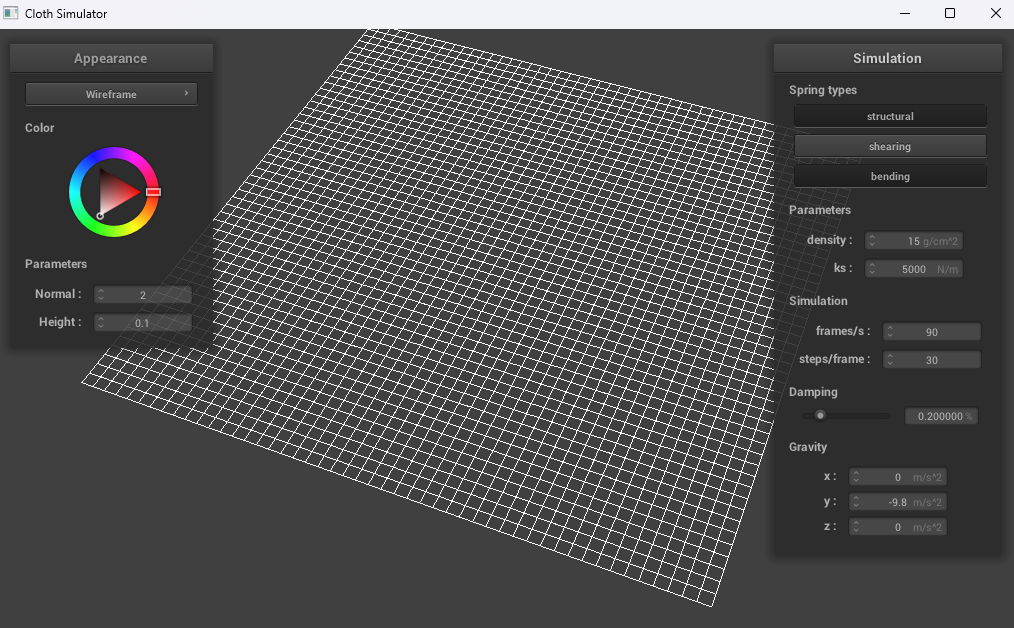 Cloth Simulator
Appearance
Wireframe
Color
Parameters
Normal : 2
Height : 0.1
Simulation
Spring types
structural
shearing
bending
Parameters
density : 15 g/cm^2
ks : 5000 N/m
Simulation
frames/s : 90
steps/frame : 30
Damping
0.200000 %
Gravity
x : 0 m/s^2
y : -9.8 m/s^2
z : 0 m/s^2